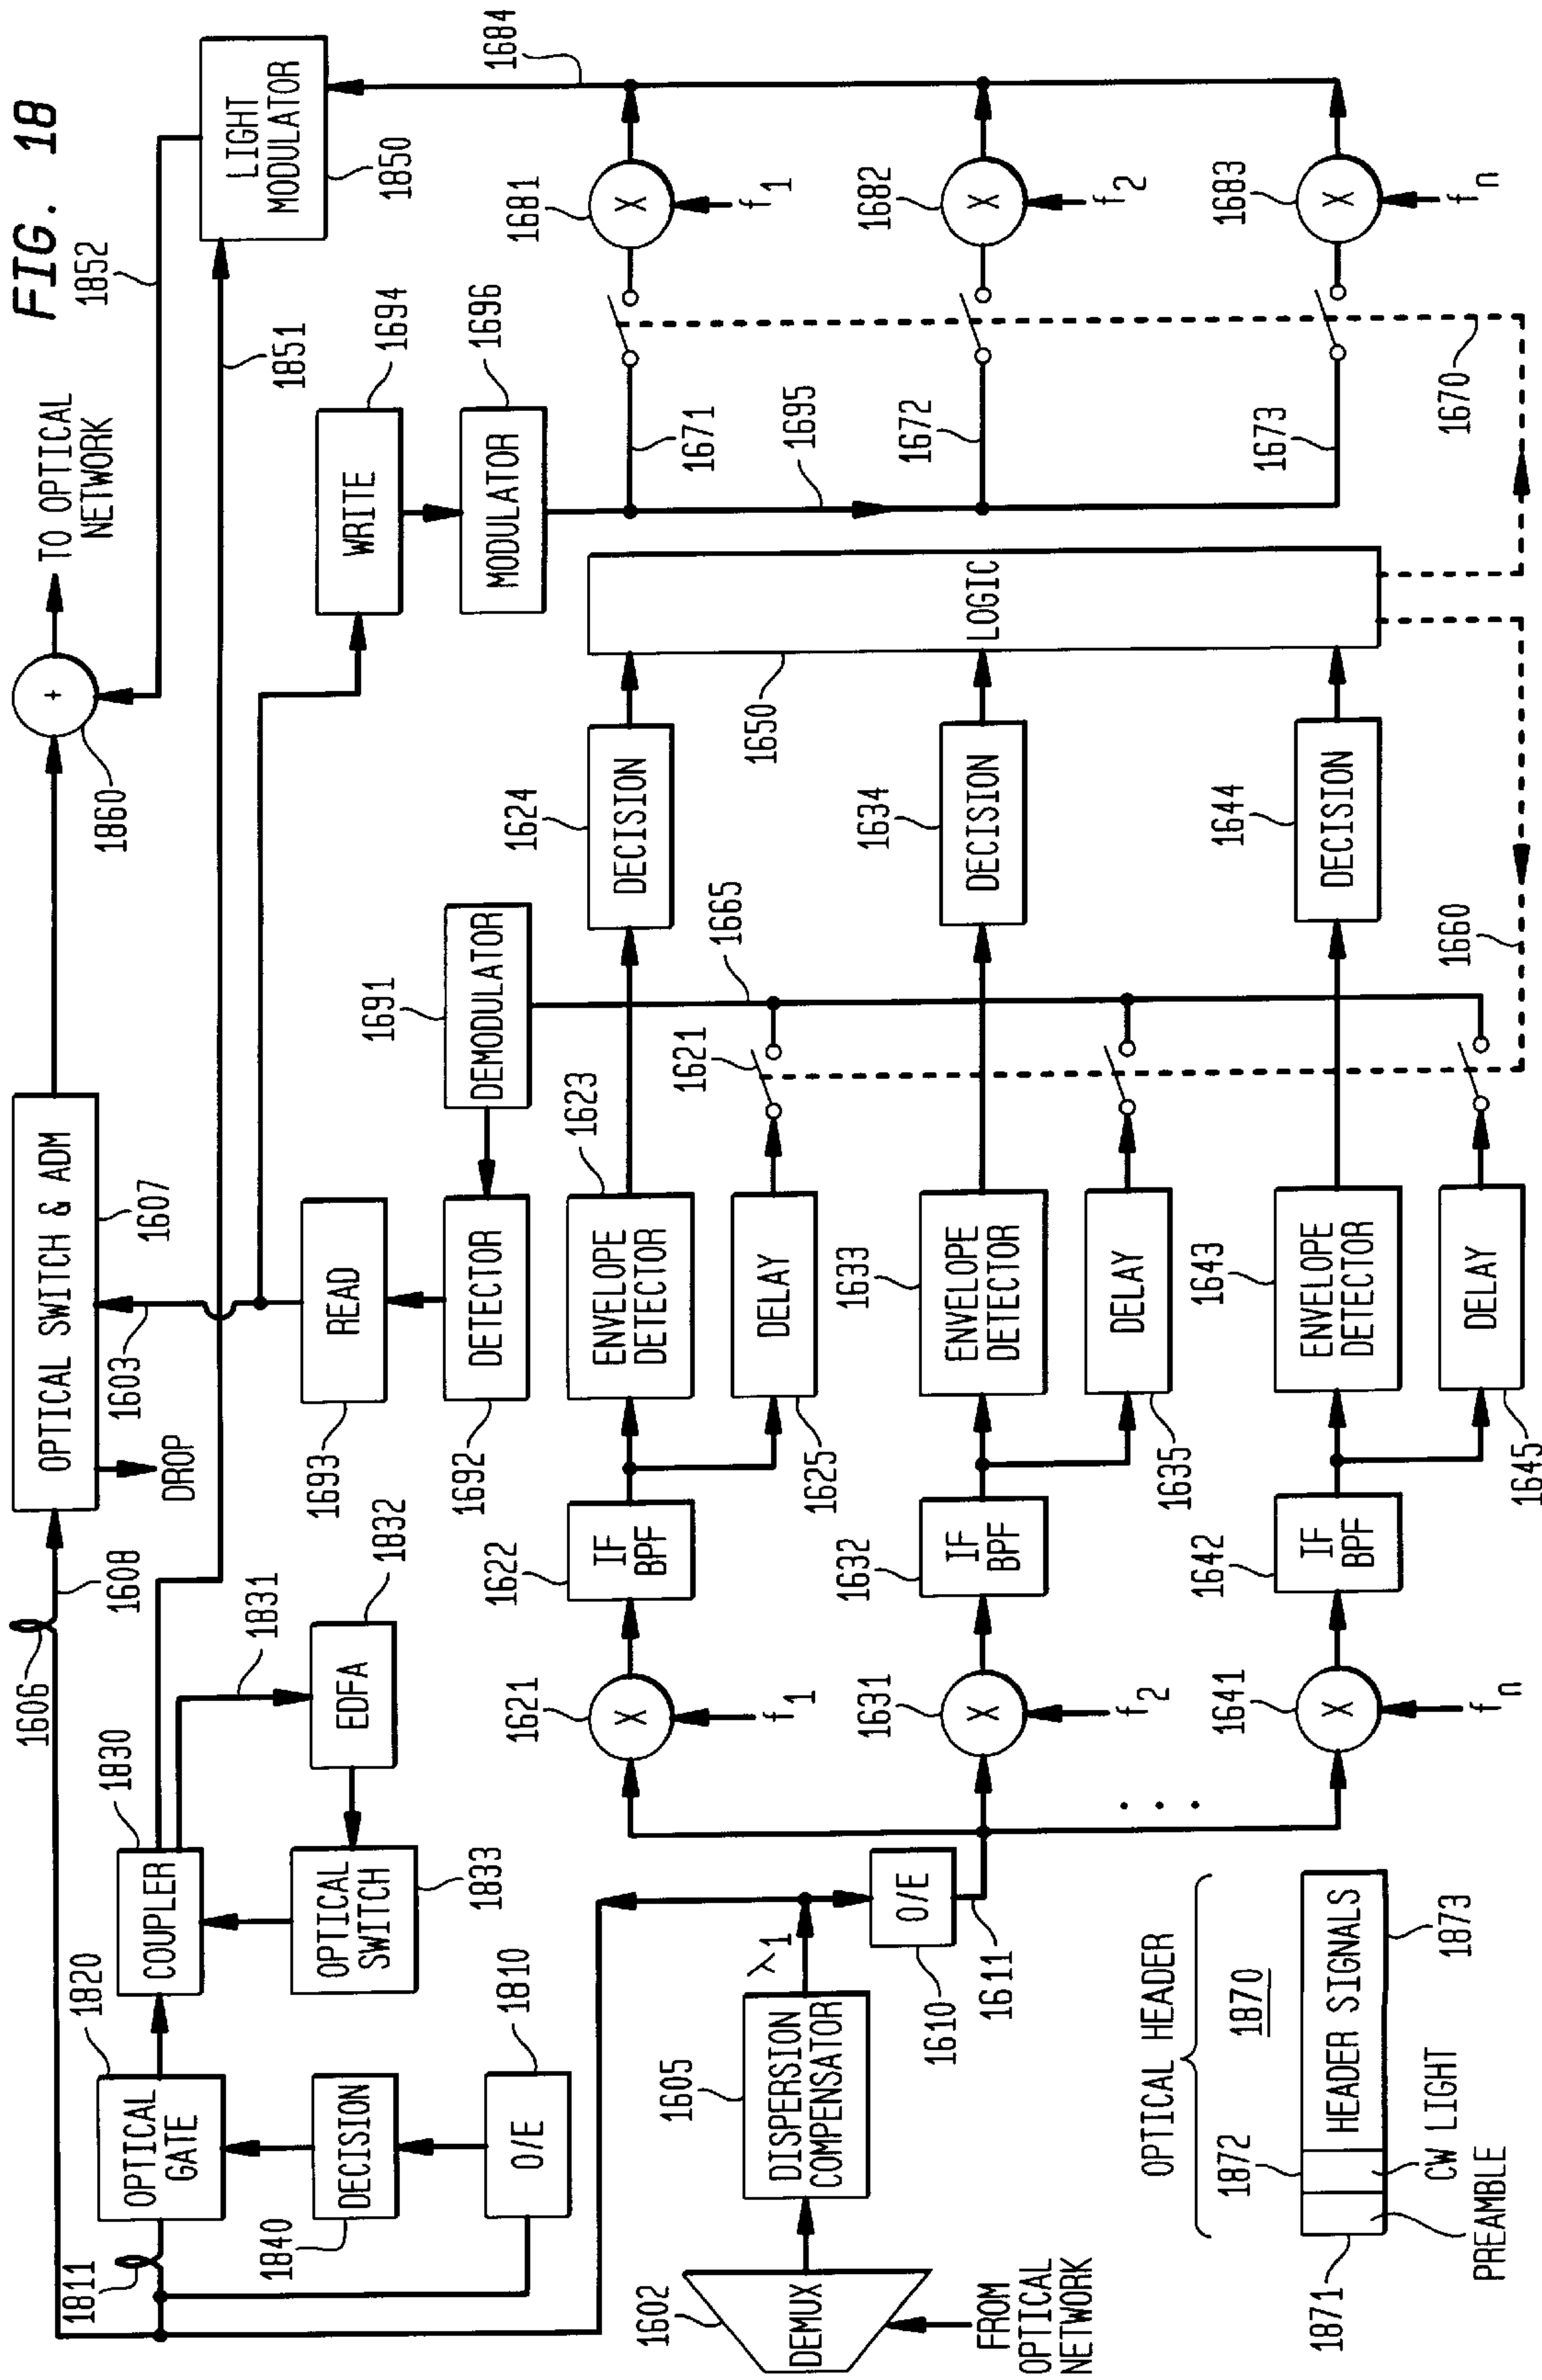 FIG. 18
1606
1608
OPTICAL SWITCH & ADM
1607
DROP
1603
1860
+
TO OPTICAL
NETWORK
1852
LIGHT
MODULATOR
1850
1684
1851
1811
OPTICAL
GATE
1820
COUPLER
1830
1831
EDFA
1832
OPTICAL
SWITCH
1833
DECISION
1840
O/E
1810
READ
1693
DETECTOR
1692
DEMODULATOR
1691
1665
WRITE
1694
MODULATOR
1696
1695
DEMUX
1602
FROM
OPTICAL
NETWORK
DISPERSION
COMPENSATOR
1605
λ1
O/E
1610
1611
1621
X
f1
IF
BPF
1622
ENVELOPE
DETECTOR
1623
DELAY
1625
1621
DECISION
1624
1671
1681
X
f1
1631
X
f2
IF
BPF
1632
ENVELOPE
DETECTOR
1633
DELAY
1635
DECISION
1634
LOGIC
1650
1672
1682
X
f2
. . .
1641
X
fn
IF
BPF
1642
ENVELOPE
DETECTOR
1643
DELAY
1645
DECISION
1644
1660
1673
1670
1683
X
fn
OPTICAL HEADER
1870
1872
HEADER SIGNALS
1871
1873
CW LIGHT
PREAMBLE